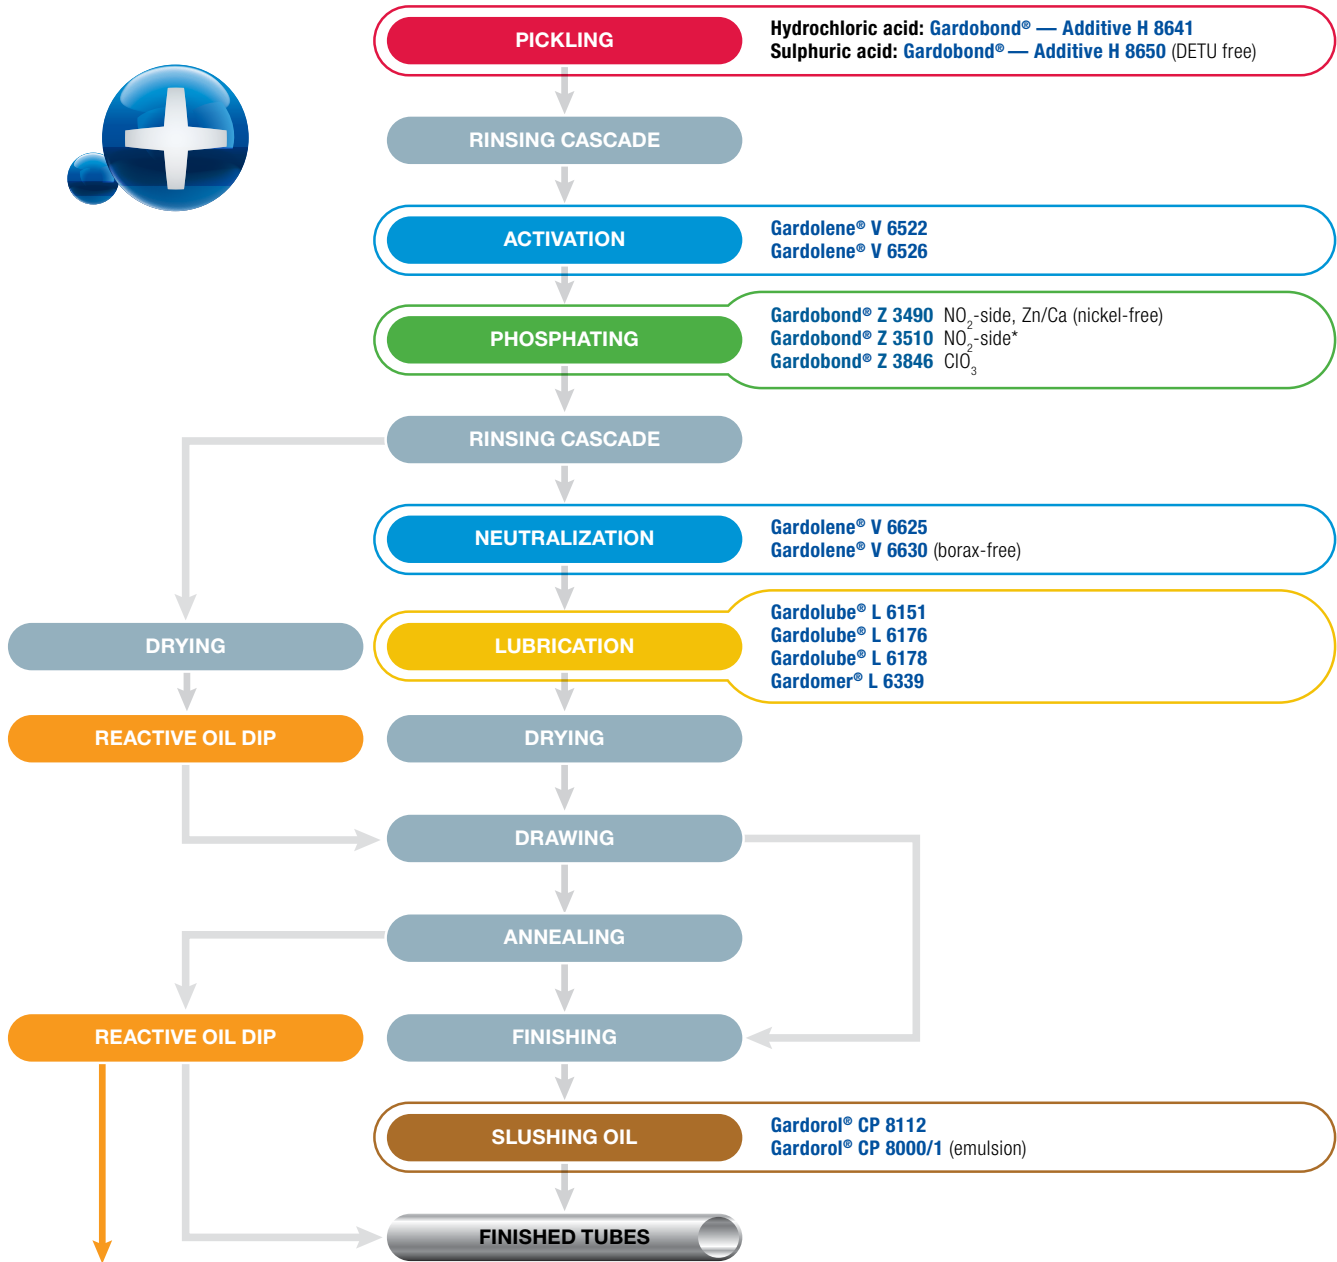 PICKLING
Hydrochloric acid: Gardobond® — Additive H 8641
Sulphuric acid: Gardobond® — Additive H 8650 (DETU free)
RINSING CASCADE
ACTIVATION
Gardolene® V 6522
Gardolene® V 6526
PHOSPHATING
Gardobond® Z 3490 NO₂-side, Zn/Ca (nickel-free)
Gardobond® Z 3510 NO₂-side*
Gardobond® Z 3846 ClO₃
RINSING CASCADE
NEUTRALIZATION
Gardolene® V 6625
Gardolene® V 6630 (borax-free)
DRYING
LUBRICATION
Gardolube® L 6151
Gardolube® L 6176
Gardolube® L 6178
Gardomer® L 6339
REACTIVE OIL DIP
DRYING
DRAWING
ANNEALING
REACTIVE OIL DIP
FINISHING
SLUSHING OIL
Gardorol® CP 8112
Gardorol® CP 8000/1 (emulsion)
FINISHED TUBES